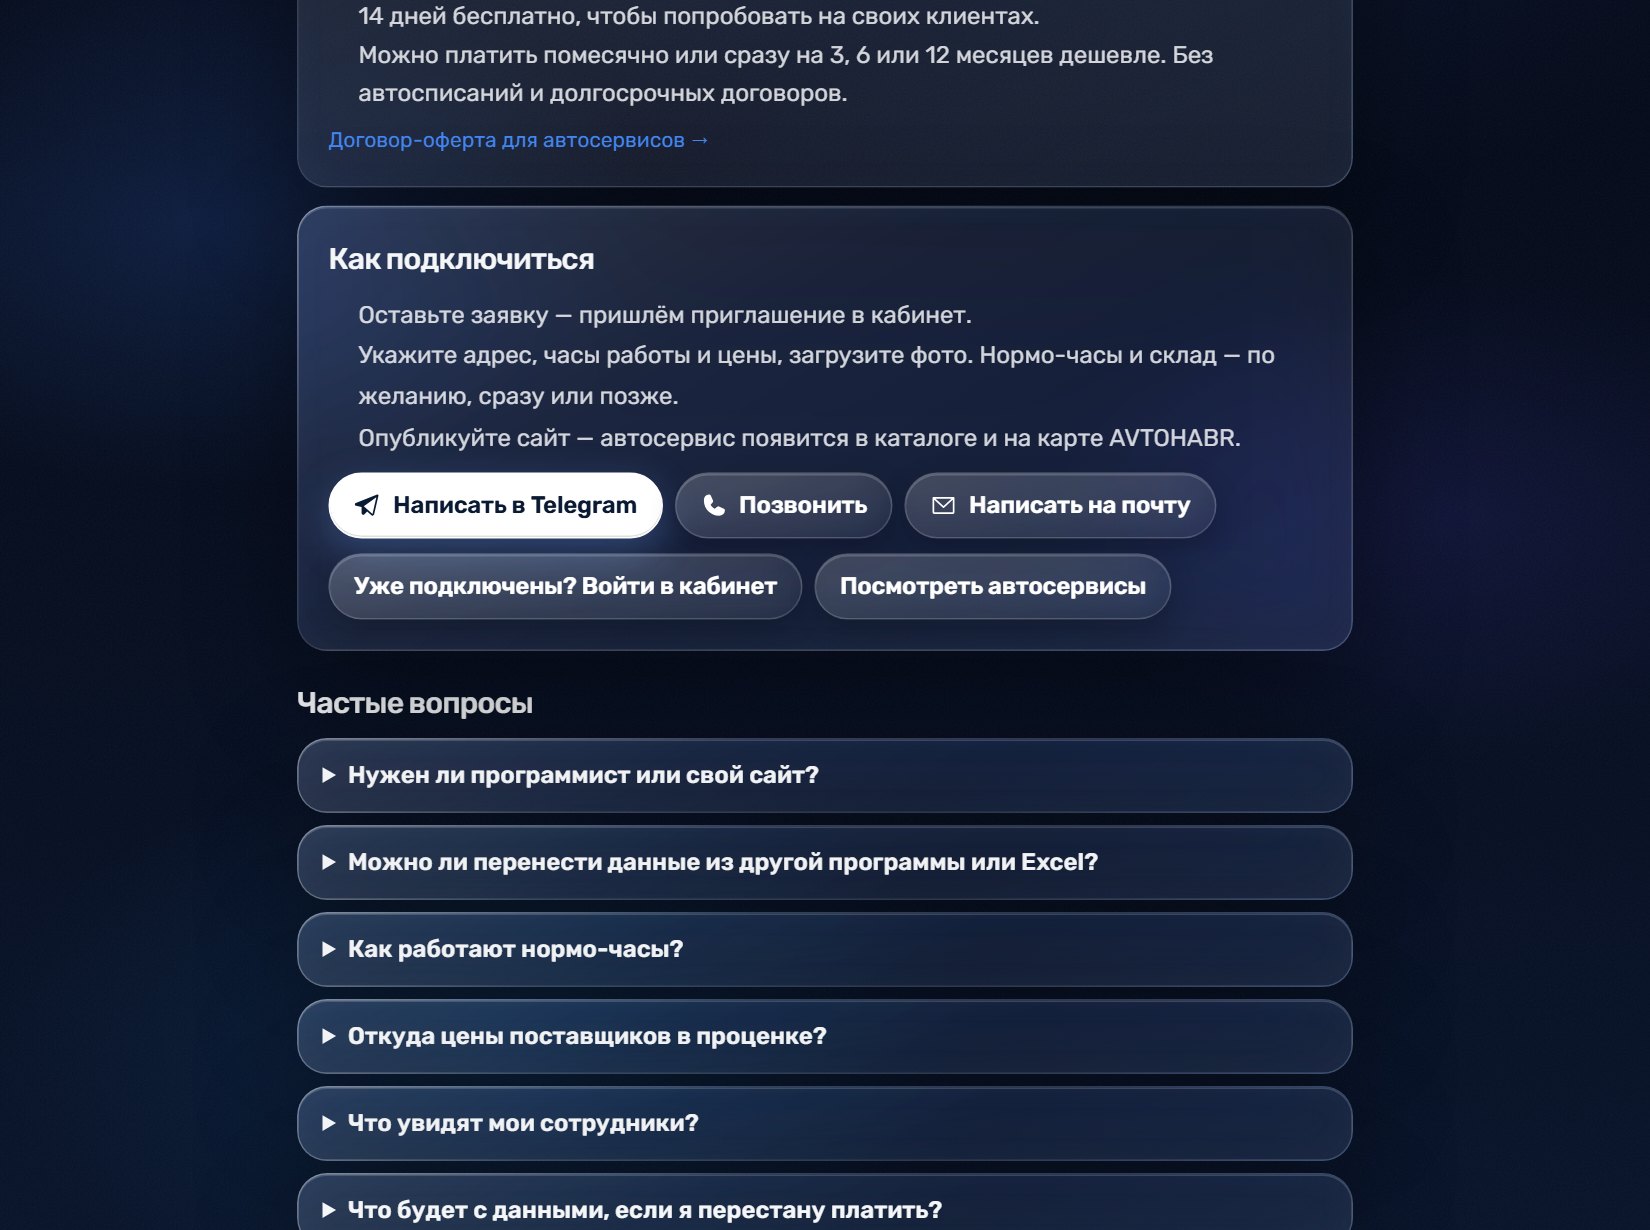 14 дней бесплатно, чтобы попробовать на своих клиентах.
Можно платить помесячно или сразу на 3, 6 или 12 месяцев дешевле. Без
автосписаний и долгосрочных договоров.
Договор-оферта для автосервисов →
Как подключиться
Оставьте заявку — пришлём приглашение в кабинет.
Укажите адрес, часы работы и цены, загрузите фото. Нормо-часы и склад — по
желанию, сразу или позже.
Опубликуйте сайт — автосервис появится в каталоге и на карте AVTOHABR.
Написать в Telegram
Позвонить
Написать на почту
Уже подключены? Войти в кабинет
Посмотреть автосервисы
Частые вопросы
Нужен ли программист или свой сайт?
Можно ли перенести данные из другой программы или Excel?
Как работают нормо-часы?
Откуда цены поставщиков в проценке?
Что увидят мои сотрудники?
Что будет с данными, если я перестану платить?